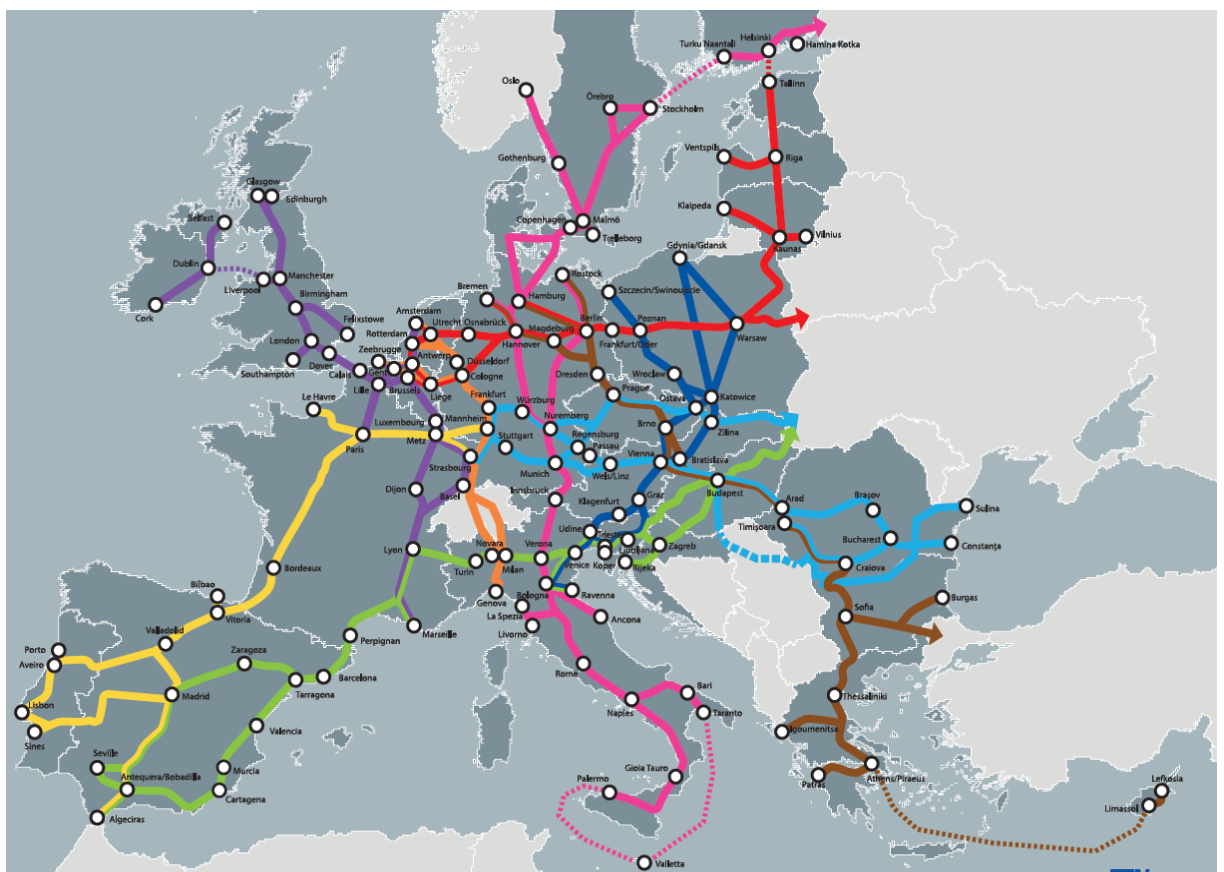 Helsinki
Turku Naantali
Hamina Kotka
Oslo
Tallinn
Örebro
Stockholm
Ventspils
Riga
Gothenburg
Glasgow
Edinburgh
Klaipeda
Belfast
Copenhagen
Malmö
Trelleborg
Vilnius
Kaunas
Gdynia/Gdansk
Dublin
Manchester
Rostock
Liverpool
Bremen
Szczecin/Swinoujscie
Birmingham
Hamburg
Cork
Amsterdam
Felixstowe
Utrecht
Osnabrück
Magdeburg
Berlin
Poznan
Rotterdam
Hannover
Frankfurt/Oder
Warsaw
London
Zeebrugge
Dover
Antwerp
Düsseldorf
Southampton
Calais
Gent
Cologne
Dresden
Wroclaw
Lille
Brussels
Liege
Prague
Le Havre
Frankfurt
Würzburg
Ostava
Katowice
Luxembourg
Mannheim
Nuremberg
Brno
Zilina
Paris
Metz
Stuttgart
Regensburg
Passau
Strasbourg
Vienna
Bratislava
Munich
Wels/Linz
Dijon
Basel
Innsbruck
Budapest
Klagenfurt
Graz
Arad
Braşov
Sulina
Timişoara
Udine
Trieste
Bucharest
Lyon
Novara
Verona
Ljubljana
Zagreb
Constanţa
Turin
Milan
Venice
Koper
Rijeka
Craiova
Bordeaux
Bilbao
Genova
Bologna
Ravenna
Vitoria
La Spezia
Ancona
Sofia
Burgas
Livorno
Marseille
Valladolid
Perpignan
Porto
Aveiro
Zaragoza
Rome
Madrid
Barcelona
Tarragona
Bari
Thessaloniki
Lisbon
Naples
Taranto
Sines
Valencia
Igoumenitsa
Seville
Murcia
Gioia Tauro
Antequera/Bobadilla
Palermo
Patras
Athens/Piraeus
Lefkosia
Cartagena
Limassol
Algeciras
Valletta